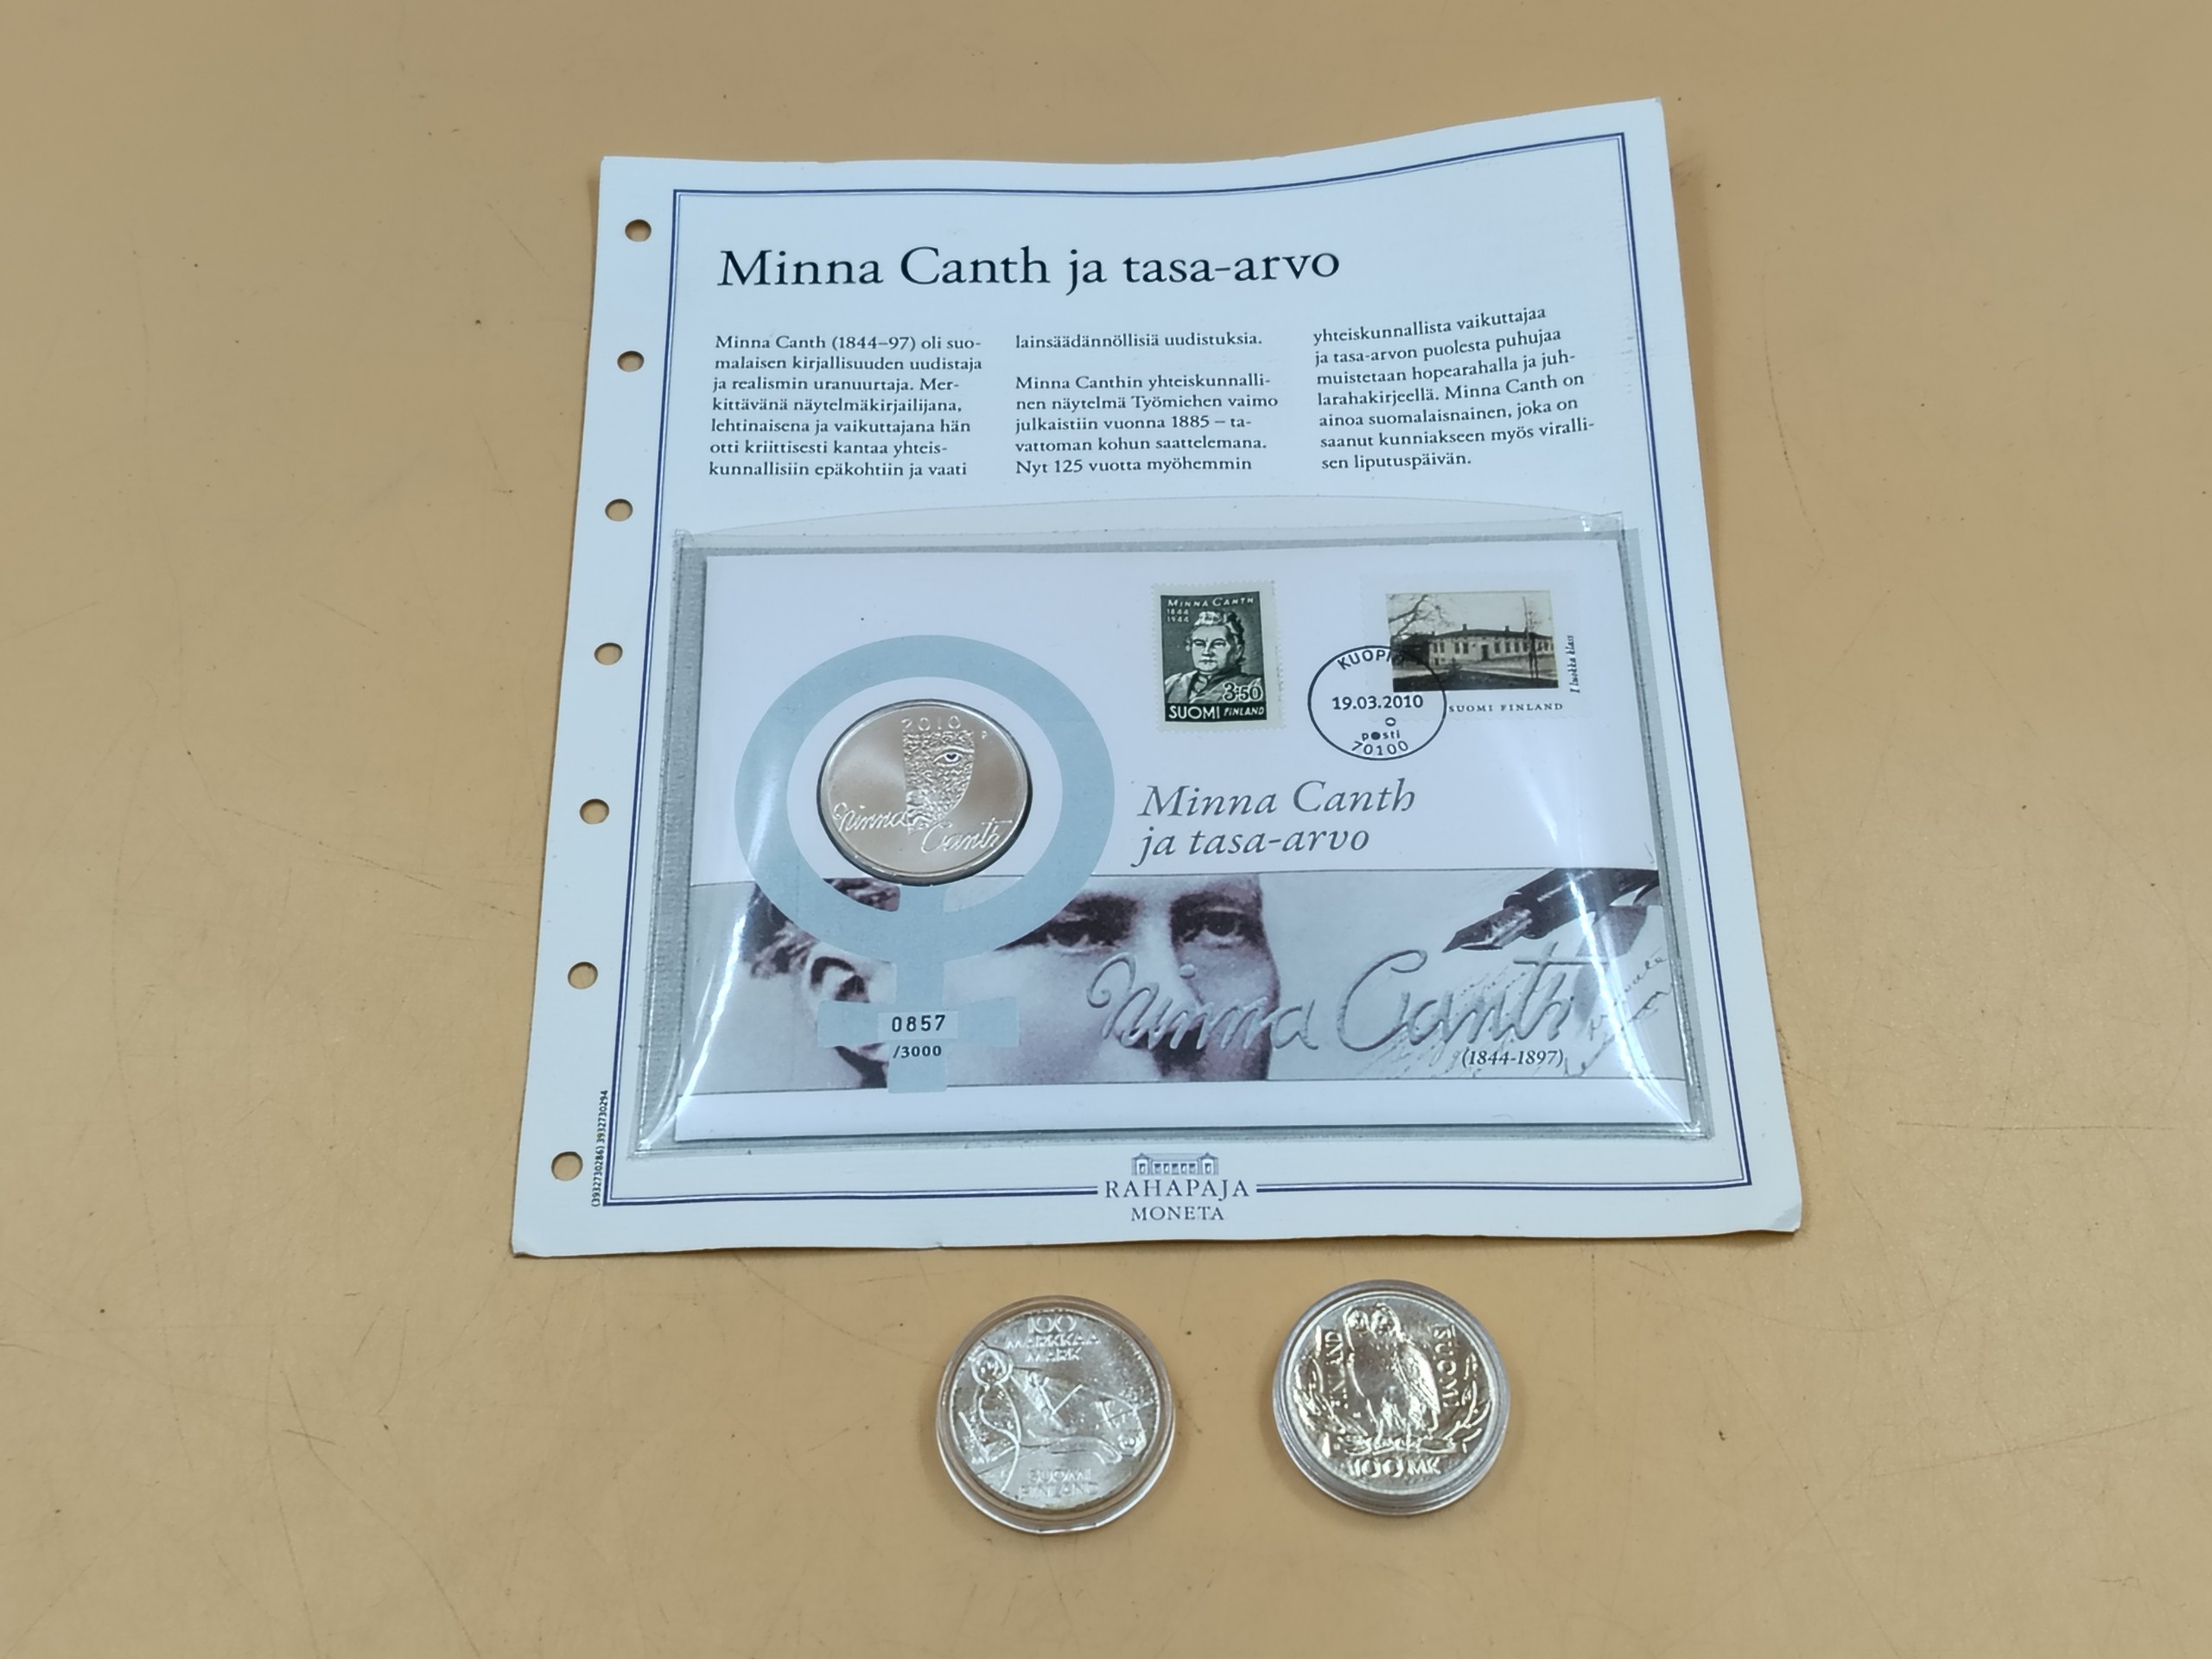 Minna Canth ja tasa-arvo
Minna Canth (1844–97) oli suo-
malaisen kirjallisuuden uudistaja
ja realismin uranuurtaja. Mer-
kittävänä näytelmäkirjailijana,
lehtinaisena ja vaikuttajana hän
otti kriittisesti kantaa yhteis-
kunnallisiin epäkohtiin ja vaati
lainsäädännöllisiä uudistuksia.
Minna Canthin yhteiskunnalli-
nen näytelmä Työmiehen vaimo
julkaistiin vuonna 1885 – ta-
vattoman kohun saattelemana.
Nyt 125 vuotta myöhemmin
yhteiskunnallista vaikuttajaa
ja tasa-arvon puolesta puhujaa
muistetaan hopearahalla ja juh-
larahakirjeellä. Minna Canth on
ainoa suomalaisnainen, joka on
saanut kunniakseen myös viralli-
sen liputuspäivän.
MINNA CANTH
1844
1944
3:50
SUOMI FINLAND
I luokka klass
SUOMI FINLAND
KUOPI
19.03.2010
posti
70100
2010
Minna
Canth
Minna Canth
ja tasa-arvo
Minna Canth
(1844-1897)
0857
/3000
(3932730286) 3932730294
RAHAPAJA
MONETA
100
MARKKAA
MARK
SUOMI
FINLAND
FINLAND
SUOMI
100 MK